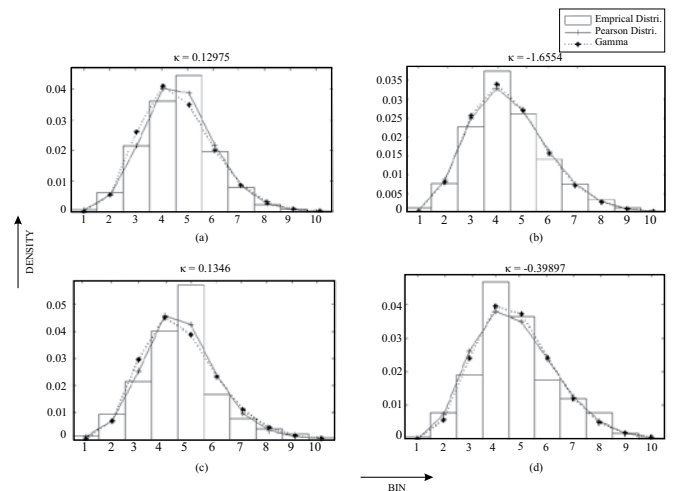 Emprical Distri.
Pearson Distri.
Gamma
κ = 0.12975
0.04
0.03
0.02
0.01
0
1 2 3 4 5 6 7 8 9 10
(a)
κ = -1.6554
0.035
0.03
0.025
0.02
0.015
0.01
0.005
0
1 2 3 4 5 6 7 8 9 10
(b)
DENSITY
κ = 0.1346
0.05
0.04
0.03
0.02
0.01
0
1 2 3 4 5 6 7 8 9 10
(c)
κ = -0.39897
0.04
0.03
0.02
0.01
0
1 2 3 4 5 6 7 8 9 10
(d)
BIN